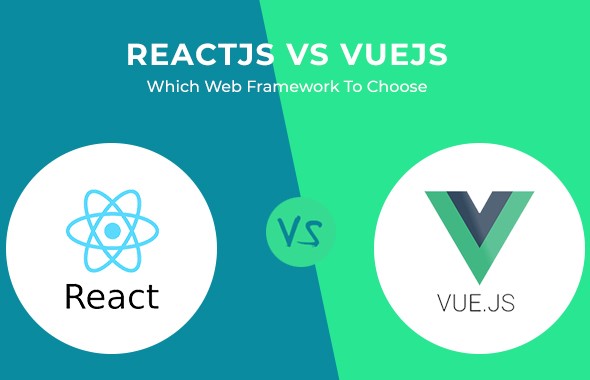 REACTJS VS VUEJS
Which Web Framework To Choose
React
VS
VUE.JS